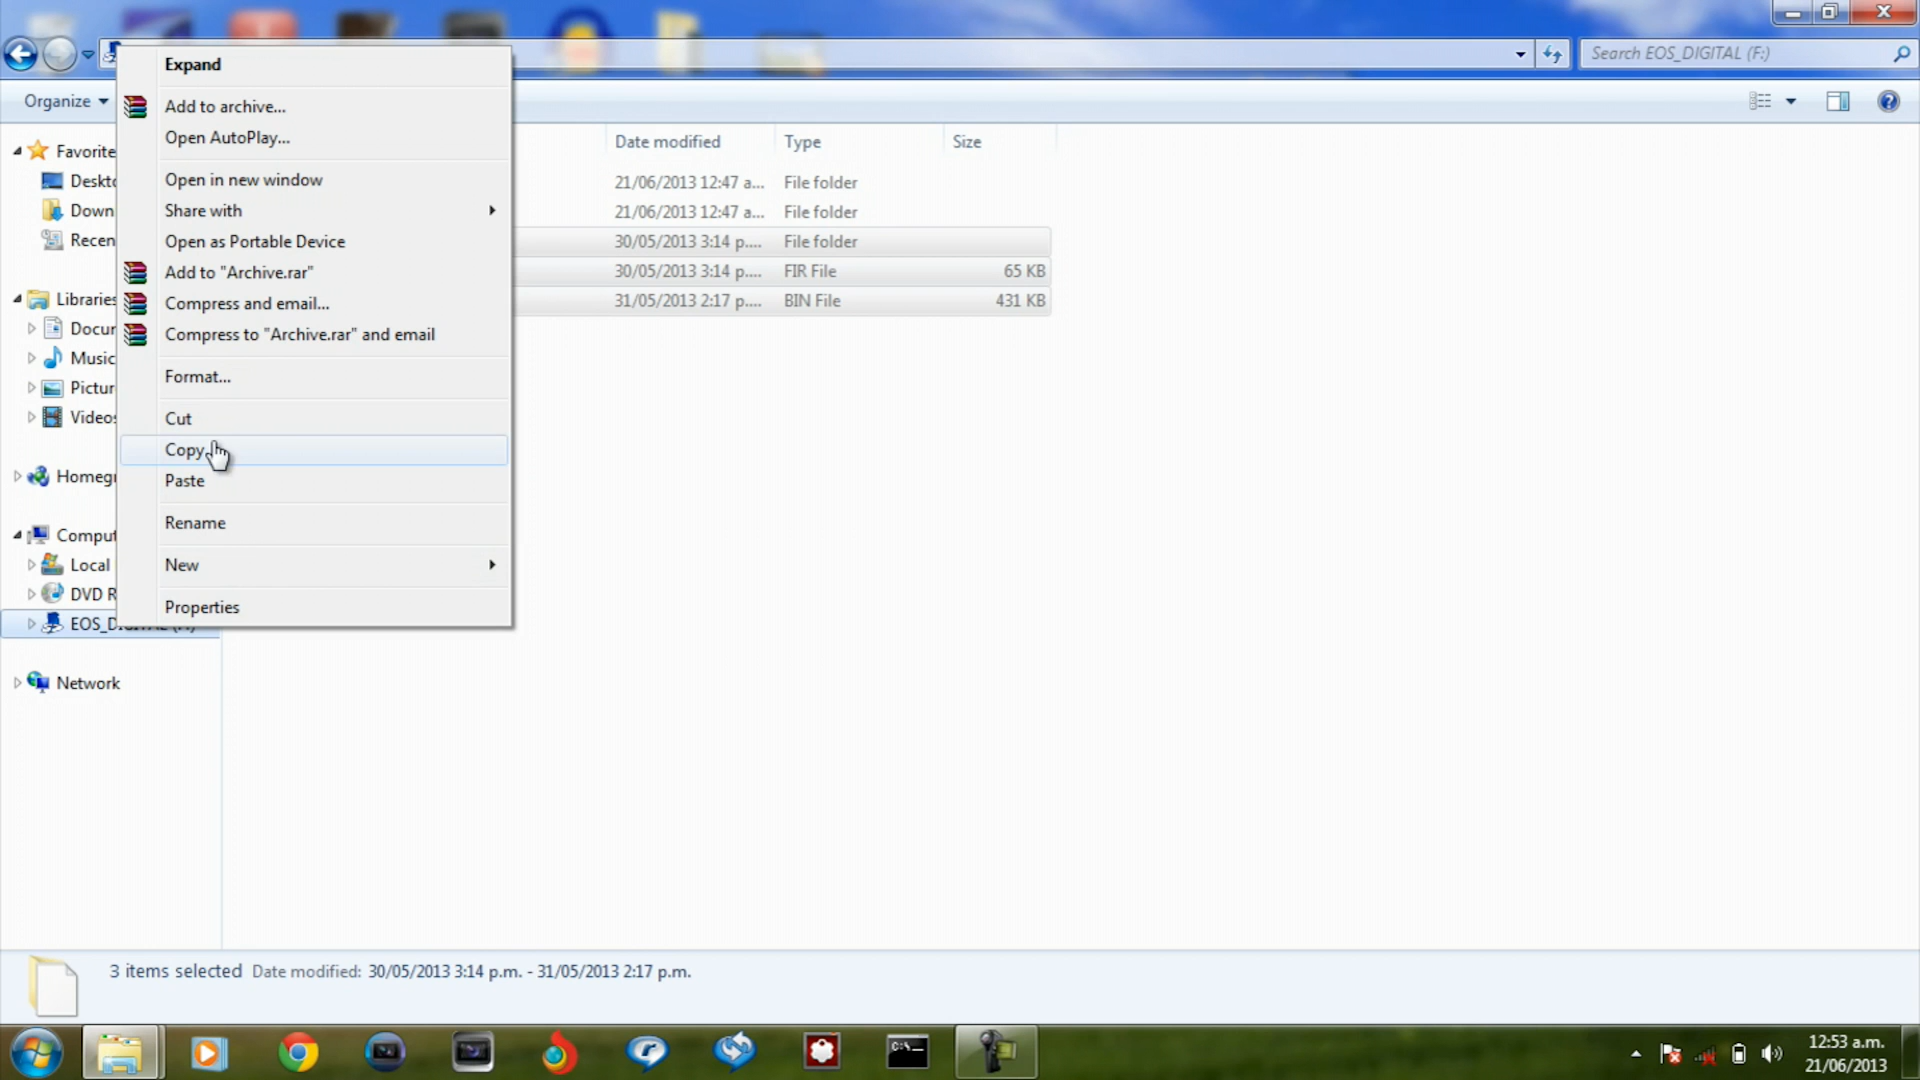 Search EOS_DIGITAL (F:)
Organize
Expand
Add to archive...
Open AutoPlay...
Open in new window
Share with
Open as Portable Device
Add to "Archive.rar"
Compress and email...
Compress to "Archive.rar" and email
Format...
Cut
Copy
Paste
Rename
New
Properties
Favorite
Deskto
Down
Recen
Libraries
Docu
Music
Pictur
Videos
Homeg
Comput
Local
DVD R
EOS_D
Network
Date modified Type Size
21/06/2013 12:47 a... File folder
21/06/2013 12:47 a... File folder
30/05/2013 3:14 p.... File folder
30/05/2013 3:14 p.... FIR File 65 KB
31/05/2013 2:17 p.... BIN File 431 KB
3 items selected Date modified: 30/05/2013 3:14 p.m. - 31/05/2013 2:17 p.m.
C:\
12:53 a.m.
21/06/2013